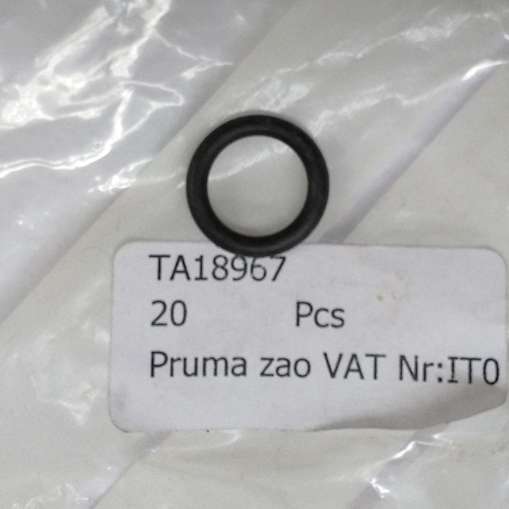 TA18967
20 Pcs
Pruma zao VAT Nr:IT0